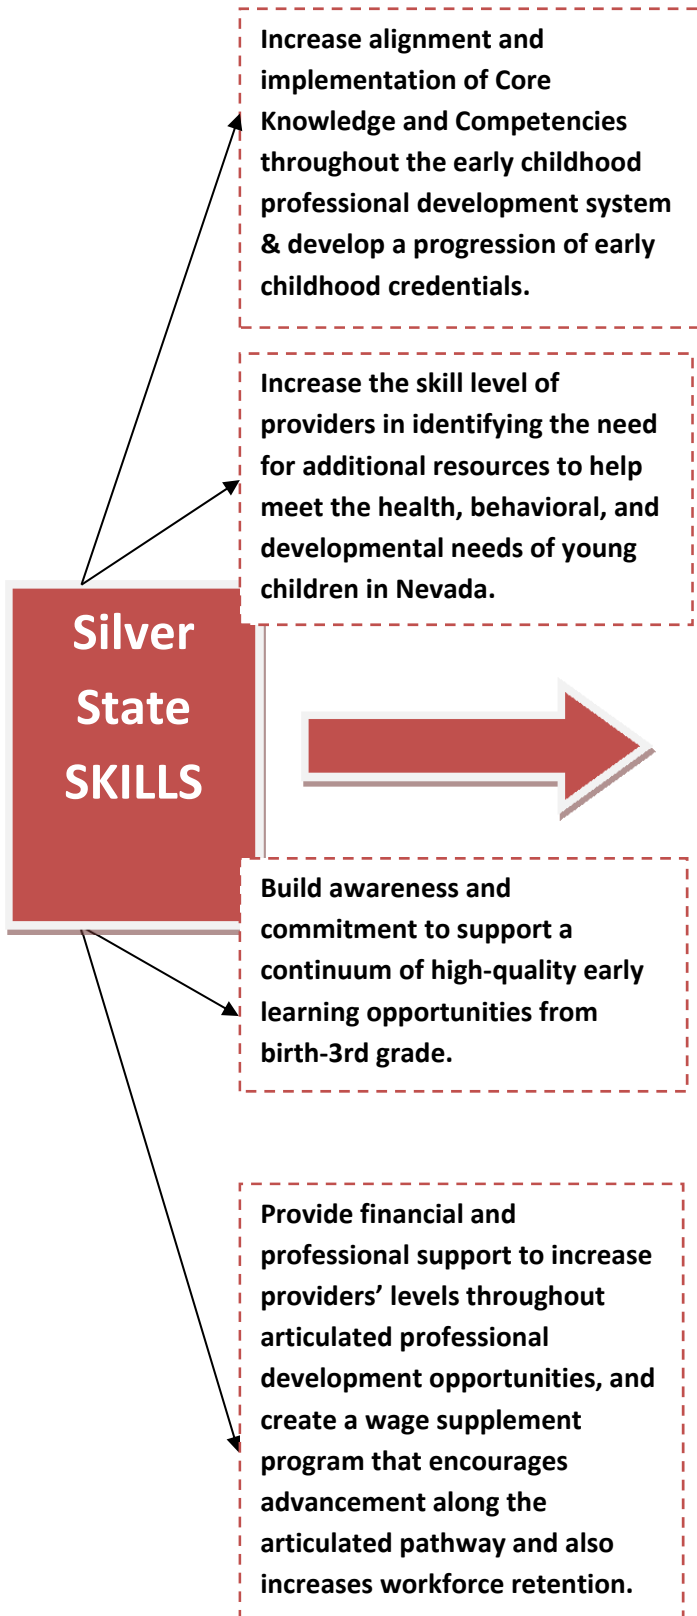 Increase alignment and
implementation of Core
Knowledge and Competencies
throughout the early childhood
professional development system
& develop a progression of early
childhood credentials.
Increase the skill level of
providers in identifying the need
for additional resources to help
meet the health, behavioral, and
developmental needs of young
children in Nevada.
Silver
State
SKILLS
Build awareness and
commitment to support a
continuum of high-quality early
learning opportunities from
birth-3rd grade.
Provide financial and
professional support to increase
providers’ levels throughout
articulated professional
development opportunities, and
create a wage supplement
program that encourages
advancement along the
articulated pathway and also
increases workforce retention.